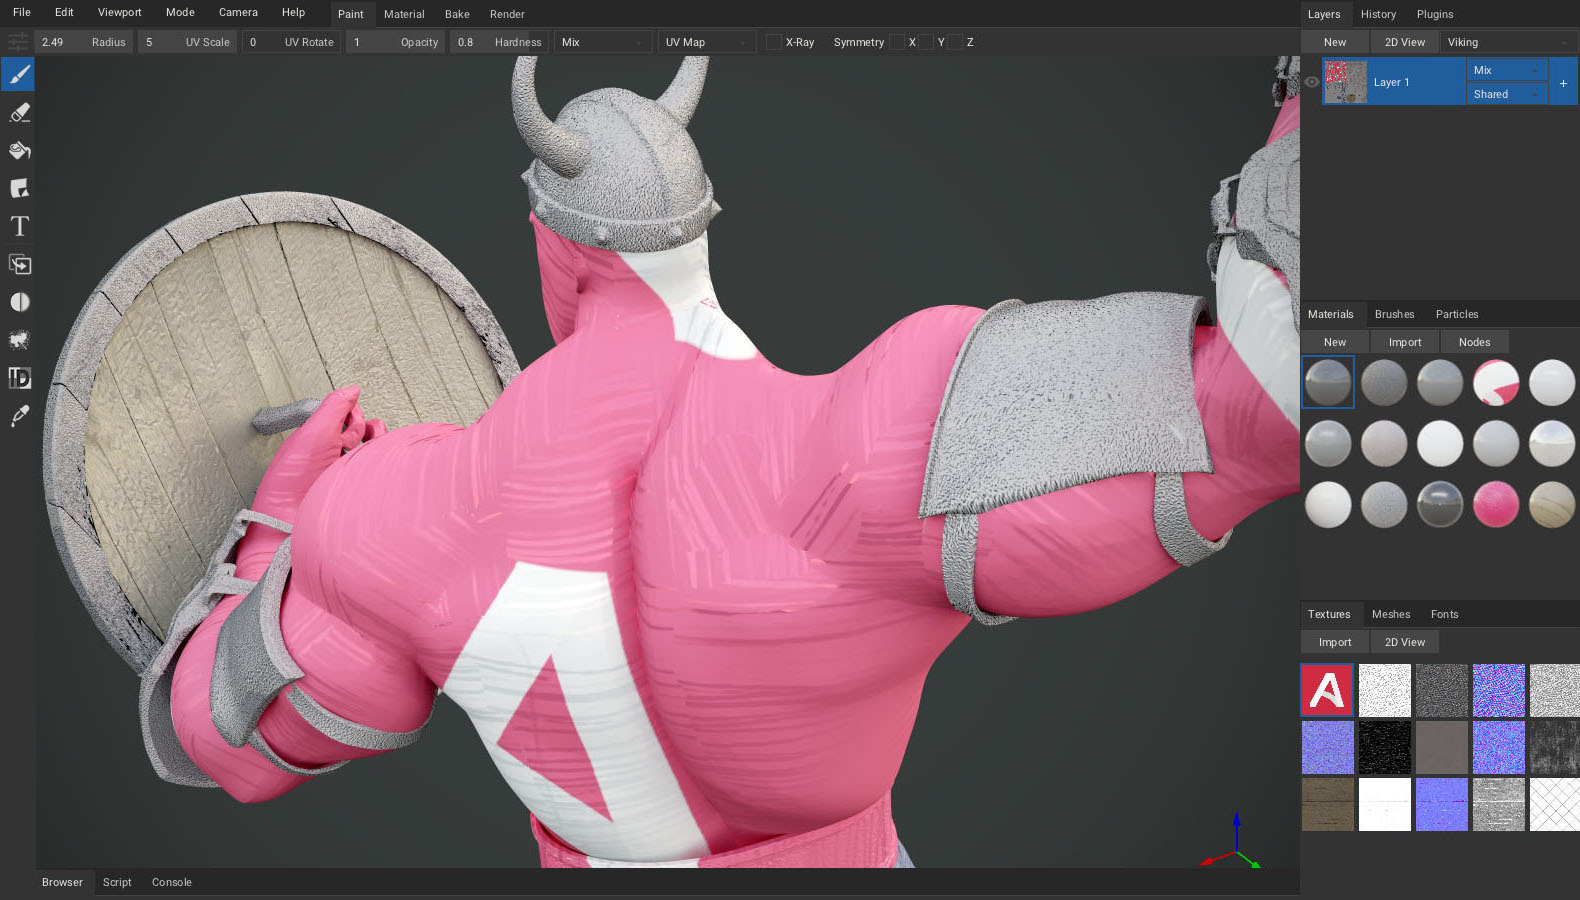 File Edit Viewport Mode Camera Help Paint Material Bake Render
2.49 Radius 5 UV Scale 0 UV Rotate 1 Opacity 0.8 Hardness Mix UV Map X-Ray Symmetry X Y Z
T
ID
Layers History Plugins
New 2D View Viking
Layer 1 Mix
Shared +
Materials Brushes Particles
New Import Nodes
Textures Meshes Fonts
Import 2D View
A
Browser Script Console